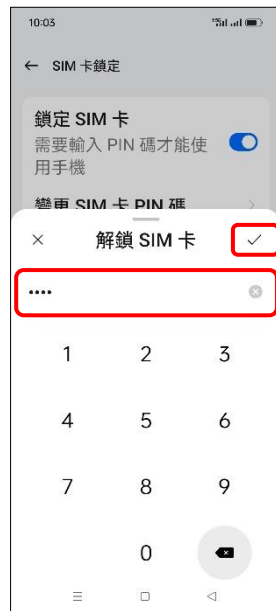 10:03
← SIM 卡鎖定
鎖定 SIM 卡
需要輸入 PIN 碼才能使
用手機
變更 SIM 卡 PIN 碼
解鎖 SIM 卡
••••
1 2 3
4 5 6
7 8 9
0